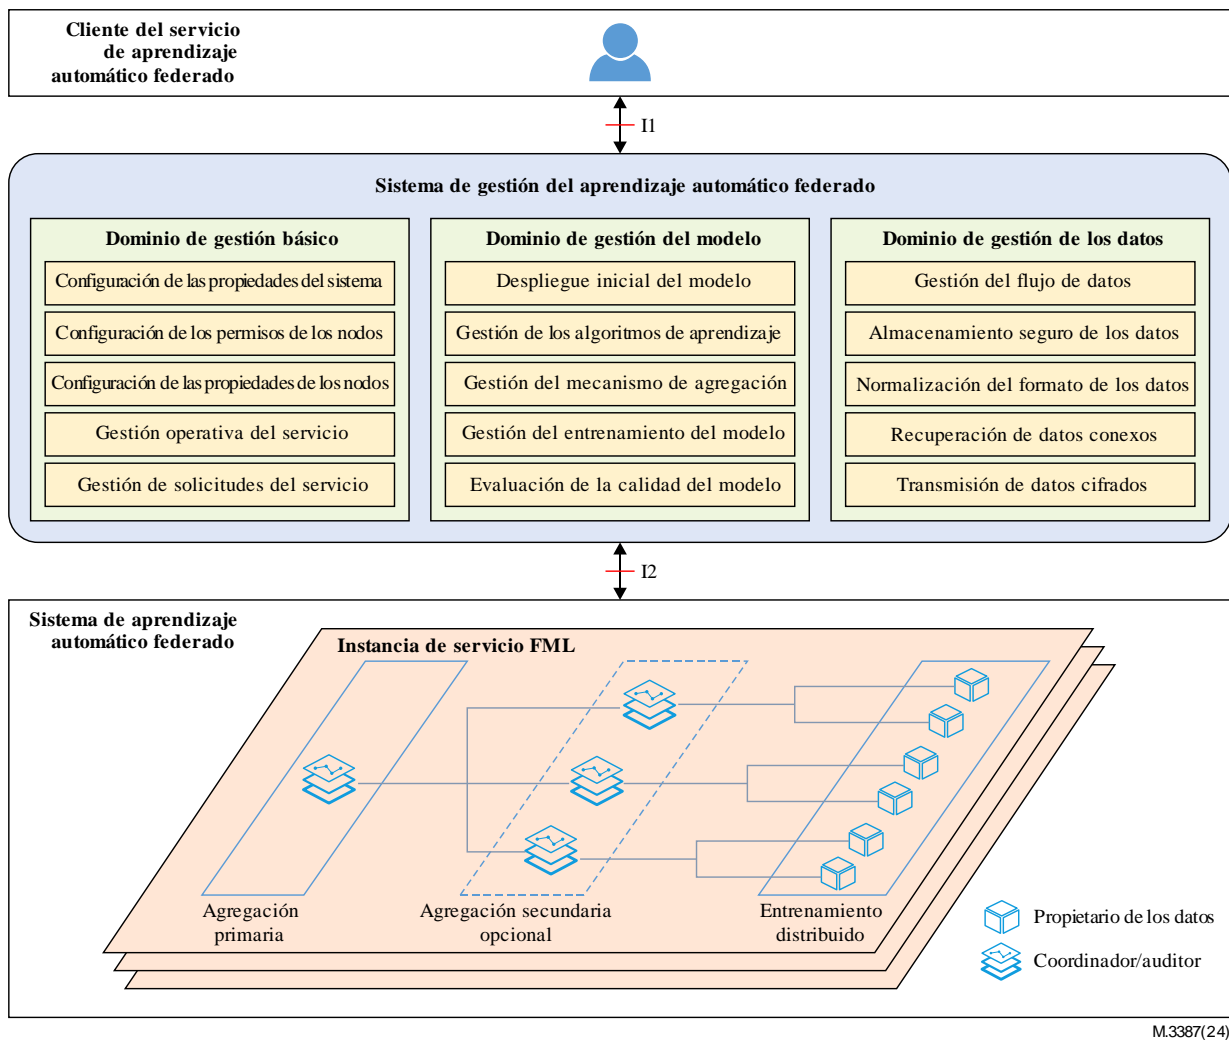 Cliente del servicio
de aprendizaje
automático federado
I1
Sistema de gestión del aprendizaje automático federado
Dominio de gestión básico
Configuración de las propiedades del sistema
Configuración de los permisos de los nodos
Configuración de las propiedades de los nodos
Gestión operativa del servicio
Gestión de solicitudes del servicio
Dominio de gestión del modelo
Despliegue inicial del modelo
Gestión de los algoritmos de aprendizaje
Gestión del mecanismo de agregación
Gestión del entrenamiento del modelo
Evaluación de la calidad del modelo
Dominio de gestión de los datos
Gestión del flujo de datos
Almacenamiento seguro de los datos
Normalización del formato de los datos
Recuperación de datos conexos
Transmisión de datos cifrados
I2
Sistema de aprendizaje
automático federado
Instancia de servicio FML
Agregación
primaria
Agregación secundaria
opcional
Entrenamiento
distribuido
Propietario de los datos
Coordinador/auditor
M.3387(24)